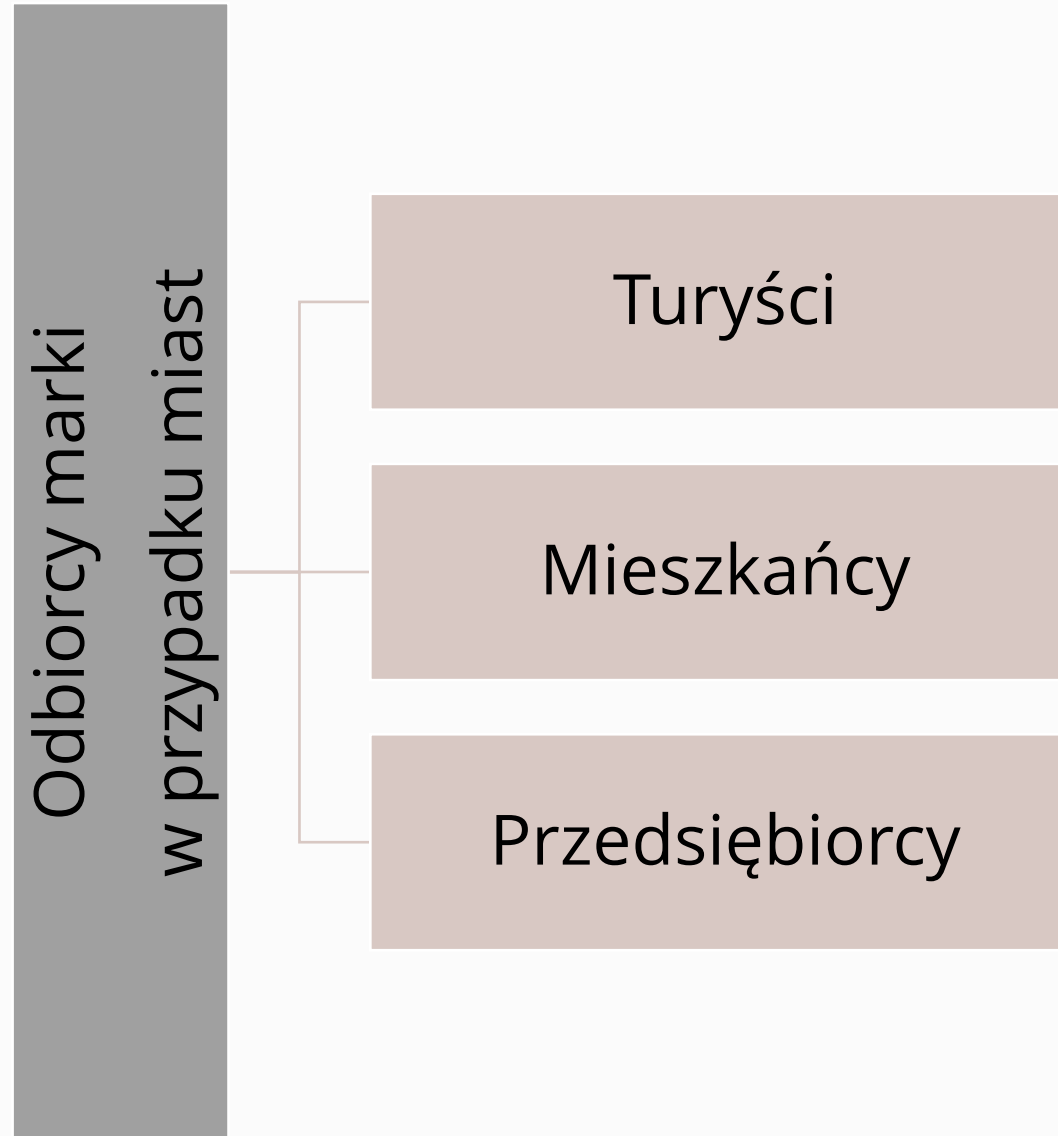 Odbiorcy marki
w przypadku miast
Turyści
Mieszkańcy
Przedsiębiorcy